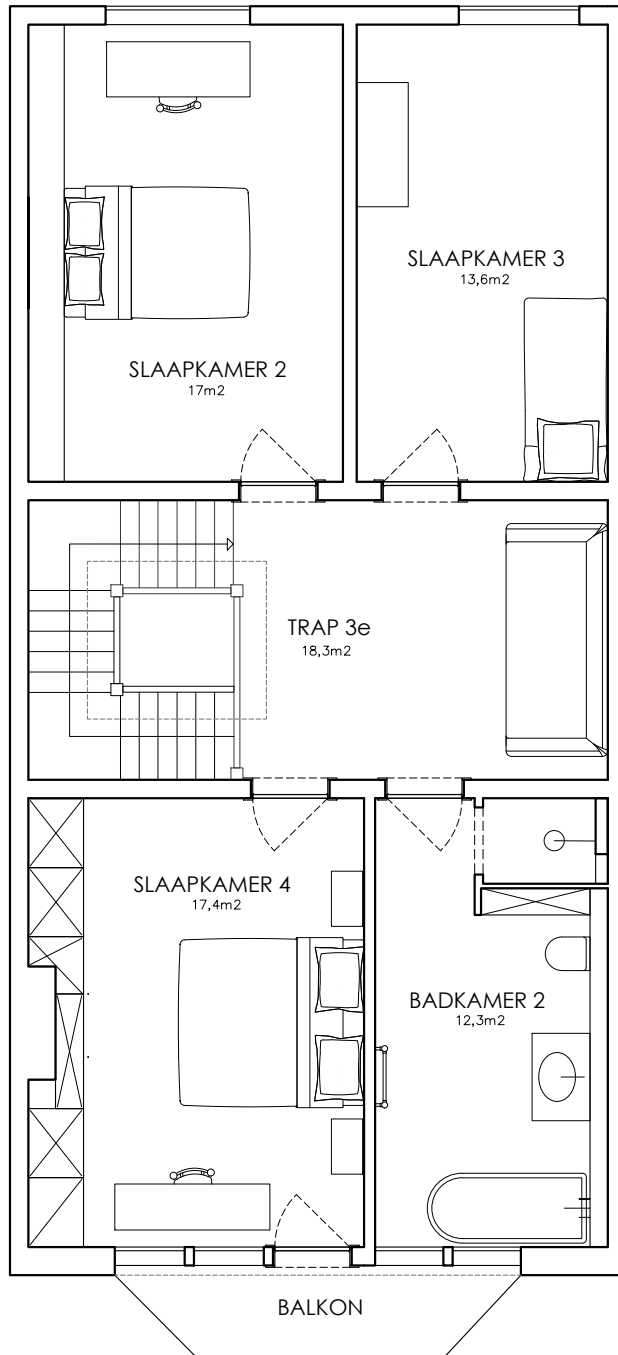 SLAAPKAMER 3
13,6m2
SLAAPKAMER 2
17m2
TRAP 3e
18,3m2
SLAAPKAMER 4
17,4m2
BADKAMER 2
12,3m2
BALKON